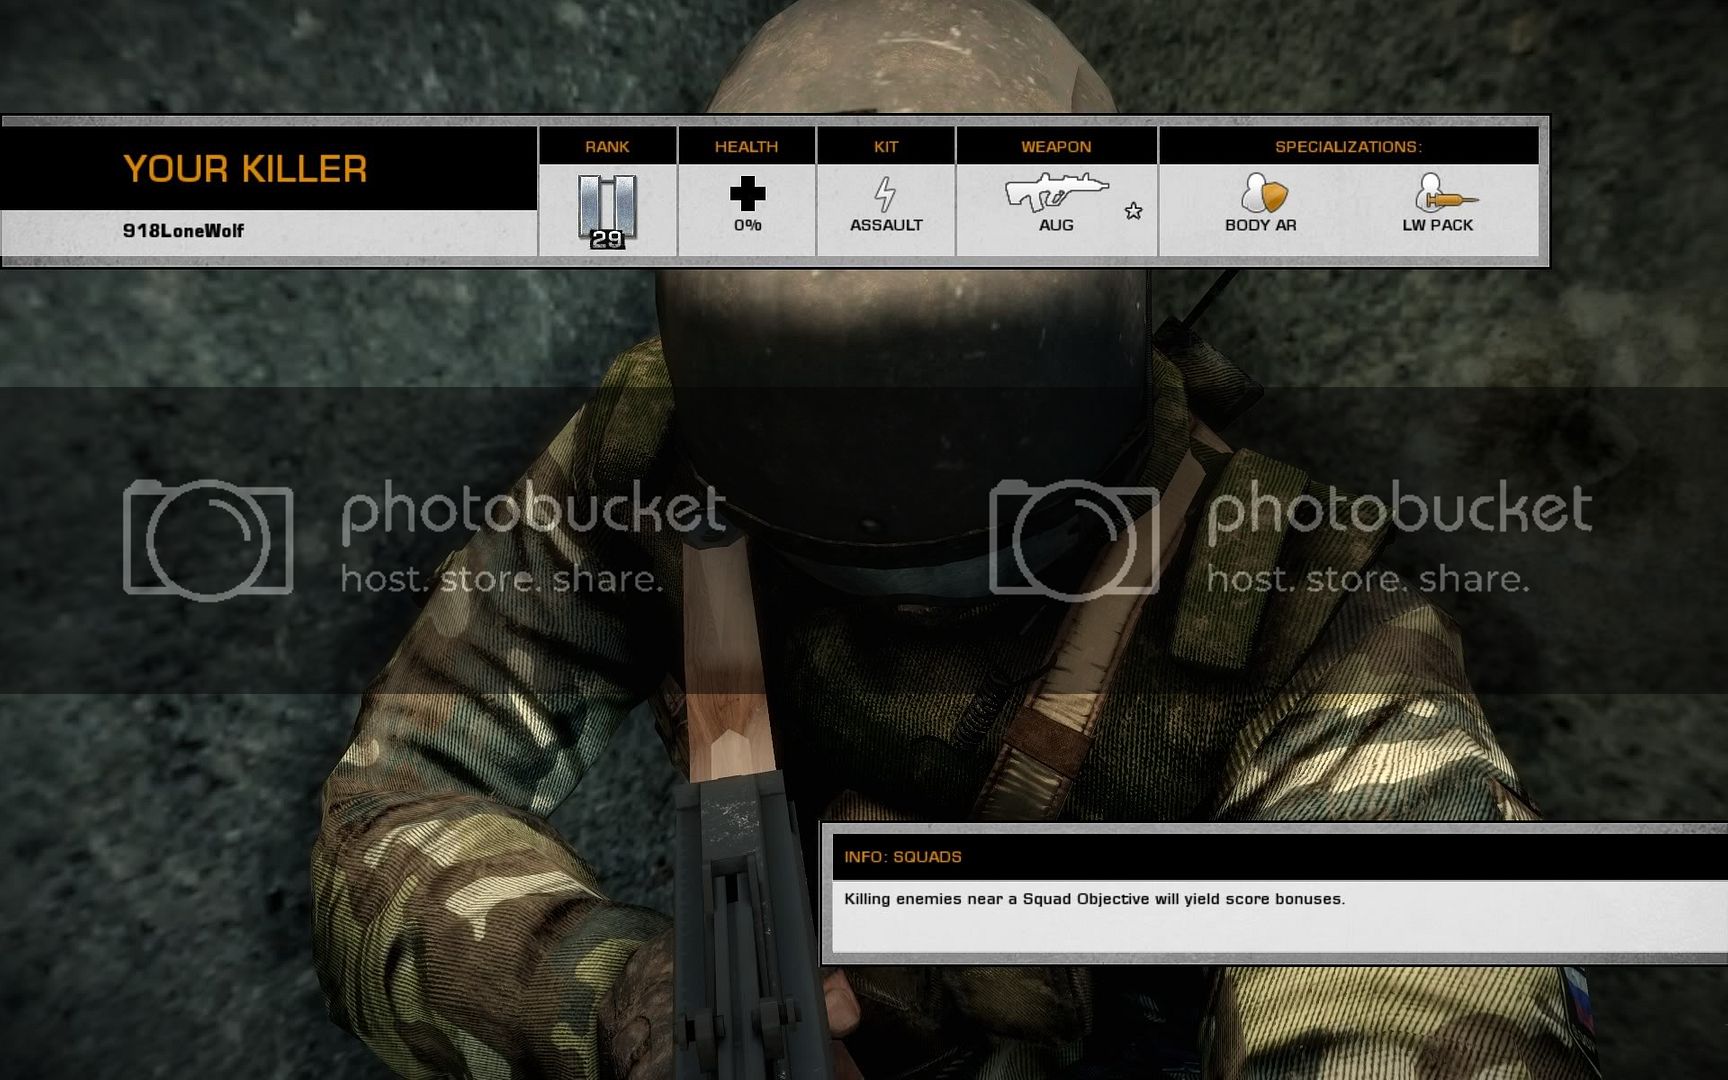 YOUR KILLER
918LoneWolf
RANK
29
HEALTH
0%
KIT
ASSAULT
WEAPON
AUG
SPECIALIZATIONS:
BODY AR
LW PACK
photobucket
host. store. share.
photobucket
host. store. share.
INFO: SQUADS
Killing enemies near a Squad Objective will yield score bonuses.